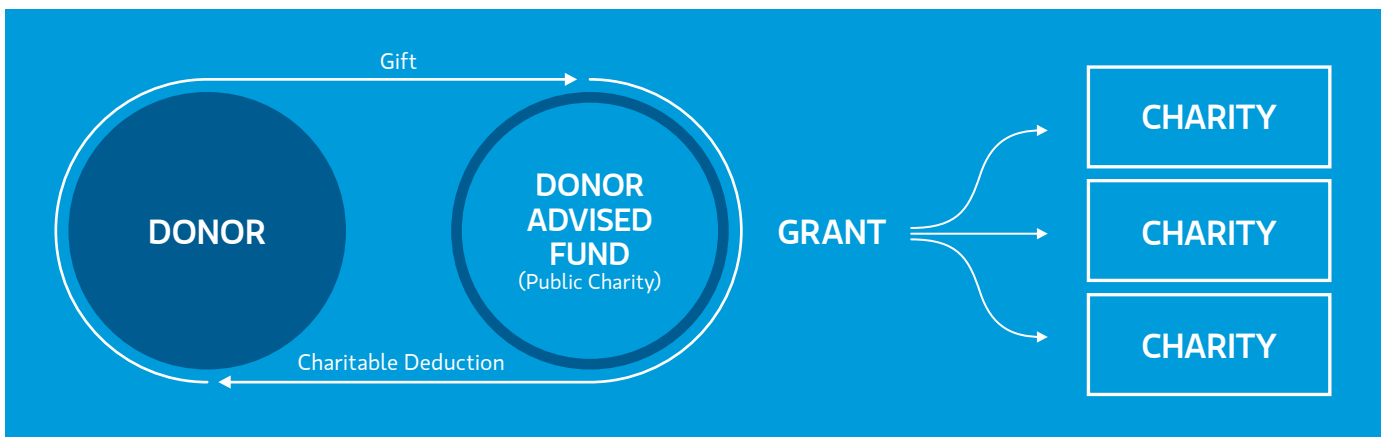 Gift
DONOR
DONOR
ADVISED
FUND
(Public Charity)
Charitable Deduction
GRANT
CHARITY
CHARITY
CHARITY